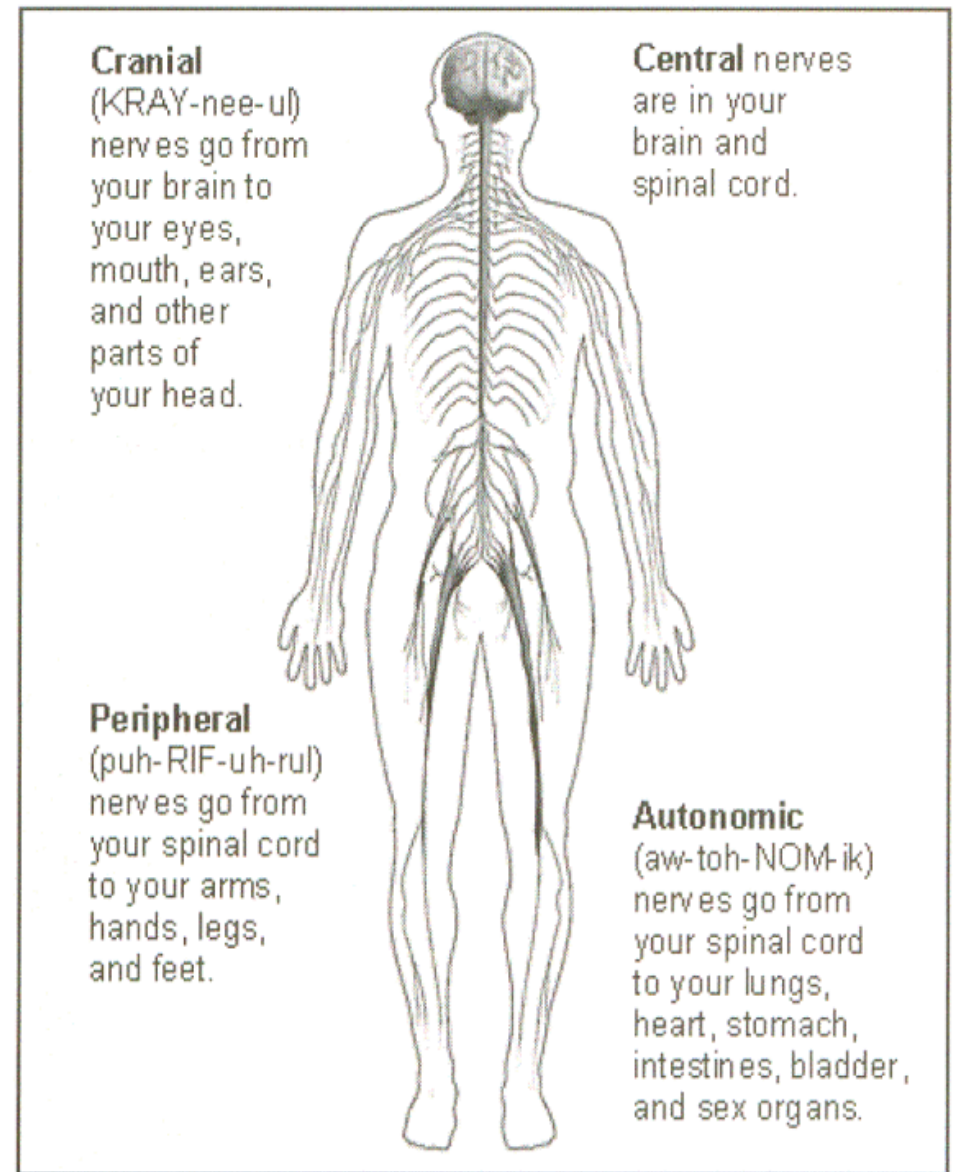 Cranial
(KRAY-nee-ul)
nerves go from
your brain to
your eyes,
mouth, ears,
and other
parts of
your head.
Central nerves
are in your
brain and
spinal cord.
Peripheral
(puh-RIF-uh-rul)
nerves go from
your spinal cord
to your arms,
hands, legs,
and feet.
Autonomic
(aw-toh-NOM-ik)
nerves go from
your spinal cord
to your lungs,
heart, stomach,
intestines, bladder,
and sex organs.